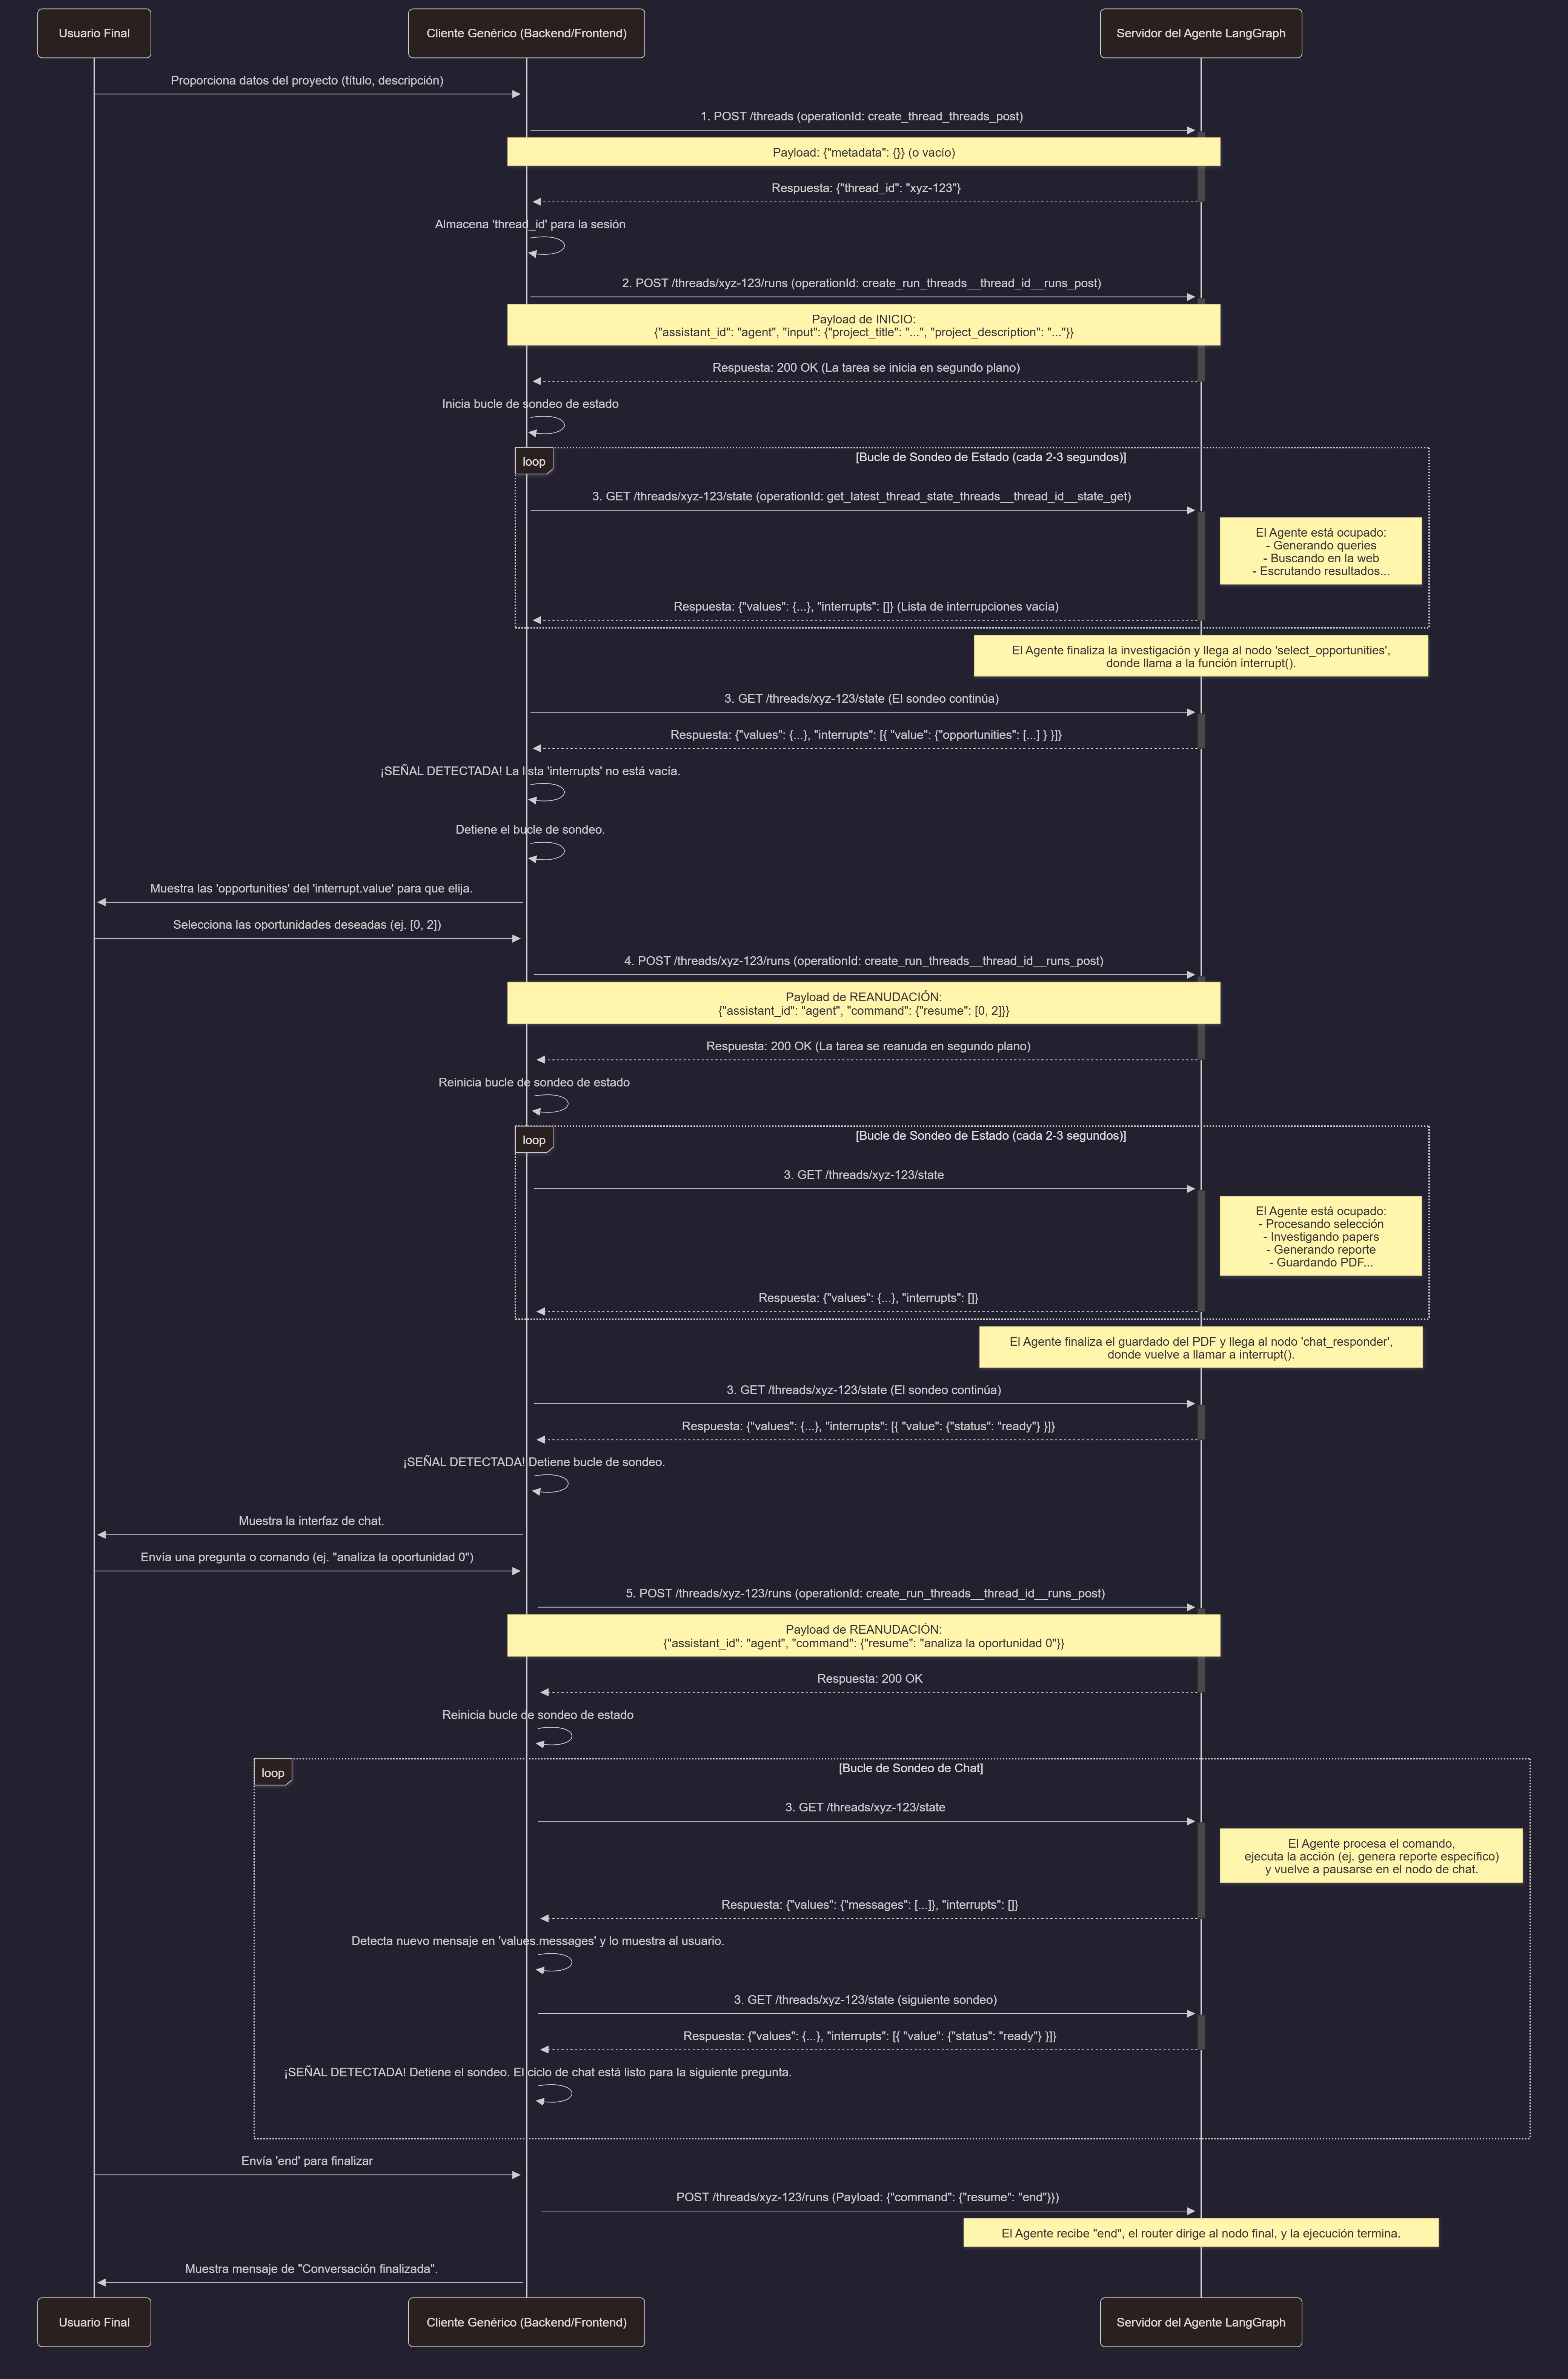 Usuario Final
Cliente Genérico (Backend/Frontend)
Servidor del Agente LangGraph
Proporciona datos del proyecto (título, descripción)
1. POST /threads (operationId: create_thread_threads_post)
Payload: {"metadata": {}} (o vacío)
Respuesta: {"thread_id": "xyz-123"}
Almacena 'thread_id' para la sesión
2. POST /threads/xyz-123/runs (operationId: create_run_threads__thread_id__runs_post)
Payload de INICIO:
{"assistant_id": "agent", "input": {"project_title": "...", "project_description": "..."}}
Respuesta: 200 OK (La tarea se inicia en segundo plano)
Inicia bucle de sondeo de estado
loop
[Bucle de Sondeo de Estado (cada 2-3 segundos)]
3. GET /threads/xyz-123/state (operationId: get_latest_thread_state_threads__thread_id__state_get)
El Agente está ocupado:
- Generando queries
- Buscando en la web
- Escrutando resultados...
Respuesta: {"values": {...}, "interrupts": []} (Lista de interrupciones vacía)
El Agente finaliza la investigación y llega al nodo 'select_opportunities',
donde llama a la función interrupt().
3. GET /threads/xyz-123/state (El sondeo continúa)
Respuesta: {"values": {...}, "interrupts": [{ "value": {"opportunities": [...] } }]}
¡SEÑAL DETECTADA! La lista 'interrupts' no está vacía.
Detiene el bucle de sondeo.
Muestra las 'opportunities' del 'interrupt.value' para que elija.
Selecciona las oportunidades deseadas (ej. [0, 2])
4. POST /threads/xyz-123/runs (operationId: create_run_threads__thread_id__runs_post)
Payload de REANUDACIÓN:
{"assistant_id": "agent", "command": {"resume": [0, 2]}}
Respuesta: 200 OK (La tarea se reanuda en segundo plano)
Reinicia bucle de sondeo de estado
loop
[Bucle de Sondeo de Estado (cada 2-3 segundos)]
3. GET /threads/xyz-123/state
El Agente está ocupado:
- Procesando selección
- Investigando papers
- Generando reporte
- Guardando PDF...
Respuesta: {"values": {...}, "interrupts": []}
El Agente finaliza el guardado del PDF y llega al nodo 'chat_responder',
donde vuelve a llamar a interrupt().
3. GET /threads/xyz-123/state (El sondeo continúa)
Respuesta: {"values": {...}, "interrupts": [{ "value": {"status": "ready"} }]}
¡SEÑAL DETECTADA! Detiene bucle de sondeo.
Muestra la interfaz de chat.
Envía una pregunta o comando (ej. "analiza la oportunidad 0")
5. POST /threads/xyz-123/runs (operationId: create_run_threads__thread_id__runs_post)
Payload de REANUDACIÓN:
{"assistant_id": "agent", "command": {"resume": "analiza la oportunidad 0"}}
Respuesta: 200 OK
Reinicia bucle de sondeo de estado
loop
[Bucle de Sondeo de Chat]
3. GET /threads/xyz-123/state
El Agente procesa el comando,
ejecuta la acción (ej. genera reporte específico)
y vuelve a pausarse en el nodo de chat.
Respuesta: {"values": {"messages": [...]}, "interrupts": []}
Detecta nuevo mensaje en 'values.messages' y lo muestra al usuario.
3. GET /threads/xyz-123/state (siguiente sondeo)
Respuesta: {"values": {...}, "interrupts": [{ "value": {"status": "ready"} }]}
¡SEÑAL DETECTADA! Detiene el sondeo. El ciclo de chat está listo para la siguiente pregunta.
Envía 'end' para finalizar
POST /threads/xyz-123/runs (Payload: {"command": {"resume": "end"}})
El Agente recibe "end", el router dirige al nodo final, y la ejecución termina.
Muestra mensaje de "Conversación finalizada".
Usuario Final
Cliente Genérico (Backend/Frontend)
Servidor del Agente LangGraph